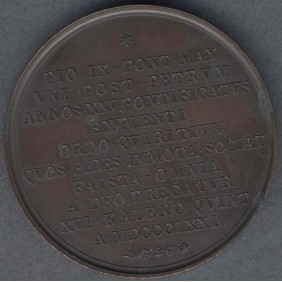 PIO·IX·PONT·MAX
VNI·POST·PETRVM
ANNOS·XXV·PONTIFICATVS
EXPLENTI
ORDO·QVIRITIVM
QVOS·FIDES·IMMOTA·SOCIAT
FAVSTA·OMNIA
A·DEO·PRECATVR
XVI·KALEND·QVINT
A·MDCCCLXXI